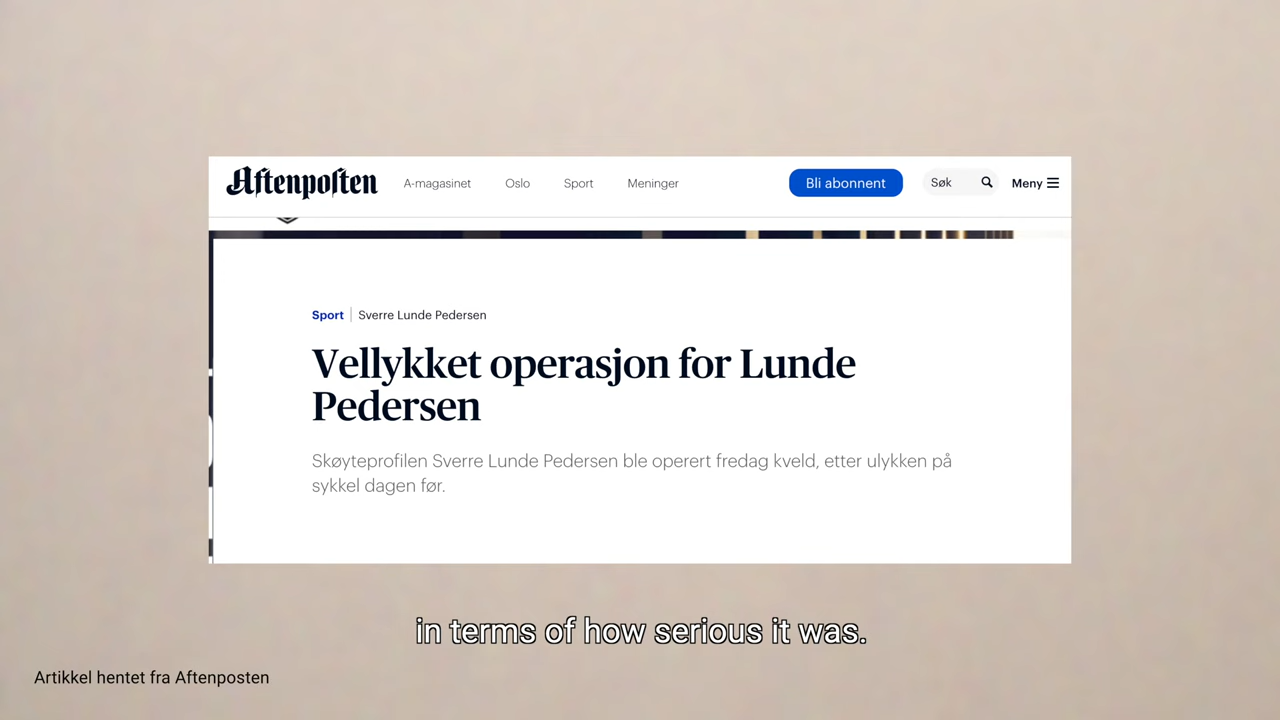 Aftenposten A-magasinet Oslo Sport Meninger Bli abonnent Søk Meny
Sport | Sverre Lunde Pedersen
Vellykket operasjon for Lunde
Pedersen
Skøyteprofilen Sverre Lunde Pedersen ble operert fredag kveld, etter ulykken på
sykkel dagen før.
in terms of how serious it was.
Artikkel hentet fra Aftenposten